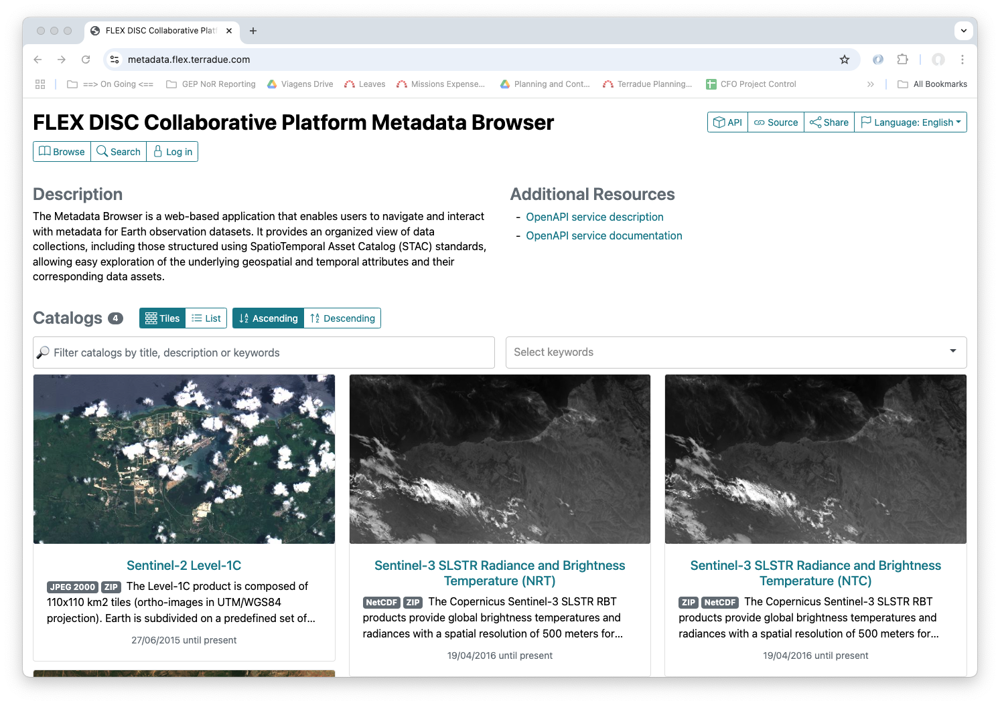 FLEX DISC Collaborative Platf
metadata.flex.terradue.com
==> On Going <==
GEP NoR Reporting
Viagens Drive
Leaves
Missions Expense...
Planning and Cont...
Terradue Planning...
CFO Project Control
All Bookmarks
FLEX DISC Collaborative Platform Metadata Browser
API
Source
Share
Language: English
Browse
Search
Log in
Description
The Metadata Browser is a web-based application that enables users to navigate and interact
with metadata for Earth observation datasets. It provides an organized view of data
collections, including those structured using SpatioTemporal Asset Catalog (STAC) standards,
allowing easy exploration of the underlying geospatial and temporal attributes and their
corresponding data assets.
Additional Resources
- OpenAPI service description
- OpenAPI service documentation
Catalogs 4
Tiles
List
Ascending
Descending
Filter catalogs by title, description or keywords
Select keywords
Sentinel-2 Level-1C
JPEG 2000 ZIP The Level-1C product is composed of
110x110 km2 tiles (ortho-images in UTM/WGS84
projection). Earth is subdivided on a predefined set of...
27/06/2015 until present
Sentinel-3 SLSTR Radiance and Brightness
Temperature (NRT)
NetCDF ZIP The Copernicus Sentinel-3 SLSTR RBT
products provide global brightness temperatures and
radiances with a spatial resolution of 500 meters for...
19/04/2016 until present
Sentinel-3 SLSTR Radiance and Brightness
Temperature (NTC)
ZIP NetCDF The Copernicus Sentinel-3 SLSTR RBT
products provide global brightness temperatures and
radiances with a spatial resolution of 500 meters for...
19/04/2016 until present